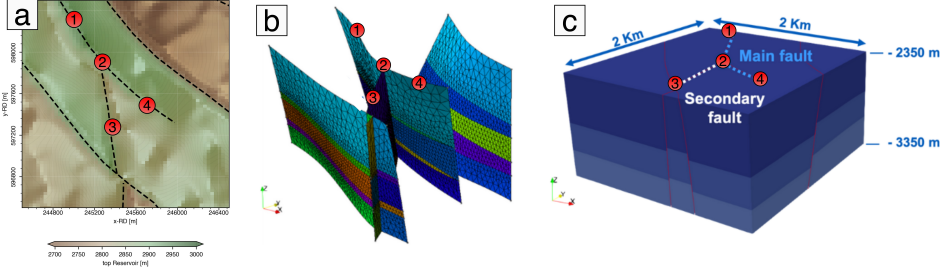 a
1
2
3
4
598000
597600
597200
596800
y-RD [m]
244800 245200 245600 246000 246400
x-RD [m]
2700 2750 2800 2850 2900 2950 3000
top Reservoir [m]
b
1
2
3
4
Z
Y
X
c
2 Km
2 Km
1
2
3
4
Main fault
Secondary
fault
- 2350 m
- 3350 m
Z
Y
X